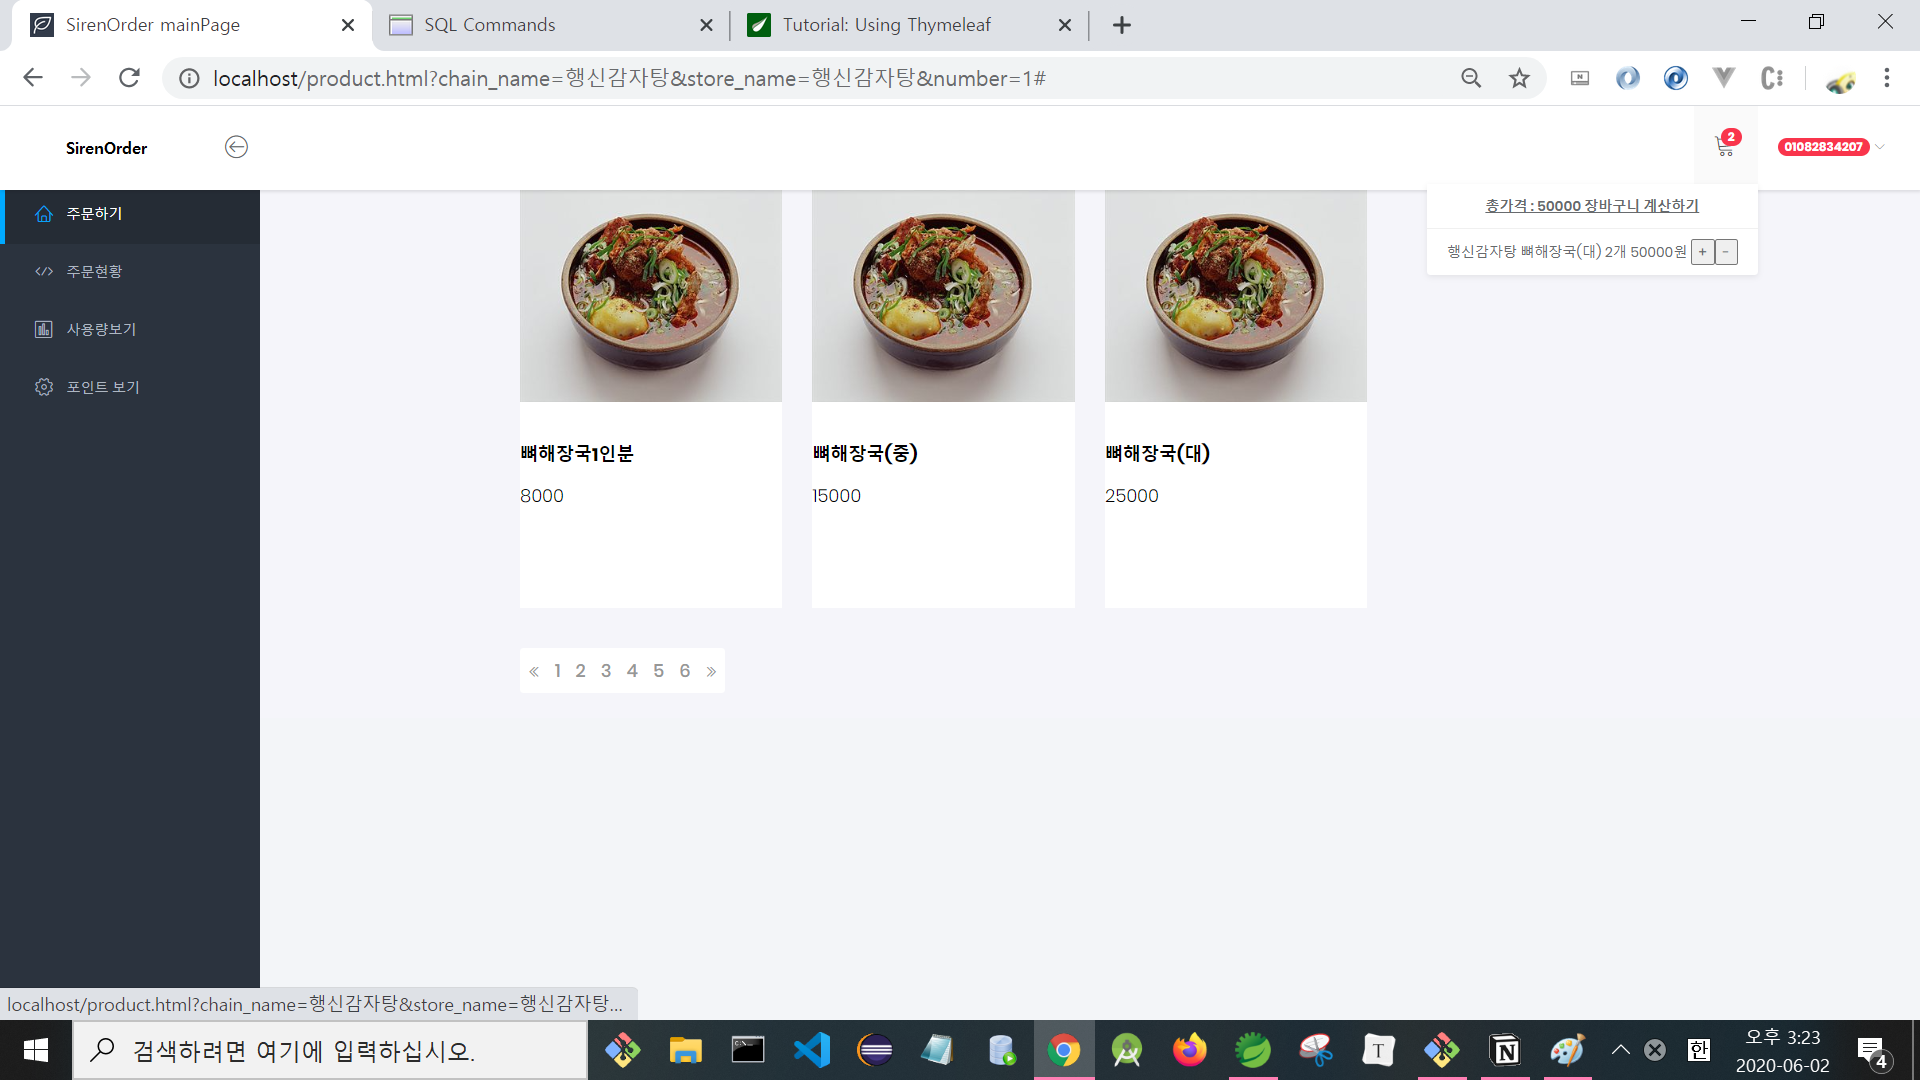 SirenOrder mainPage
SQL Commands
Tutorial: Using Thymeleaf
localhost/product.html?chain_name=행신감자탕&store_name=행신감자탕&number=1#
SirenOrder
2
01082834207
총가격 : 50000 장바구니 계산하기
행신감자탕 뼈해장국(대) 2개 50000원 + -
주문하기
주문현황
사용량보기
포인트 보기
뼈해장국1인분
8000
뼈해장국(중)
15000
뼈해장국(대)
25000
« 1 2 3 4 5 6 »
localhost/product.html?chain_name=행신감자탕&store_name=행신감자탕...
검색하려면 여기에 입력하십시오.
한
오후 3:23
2020-06-02
4